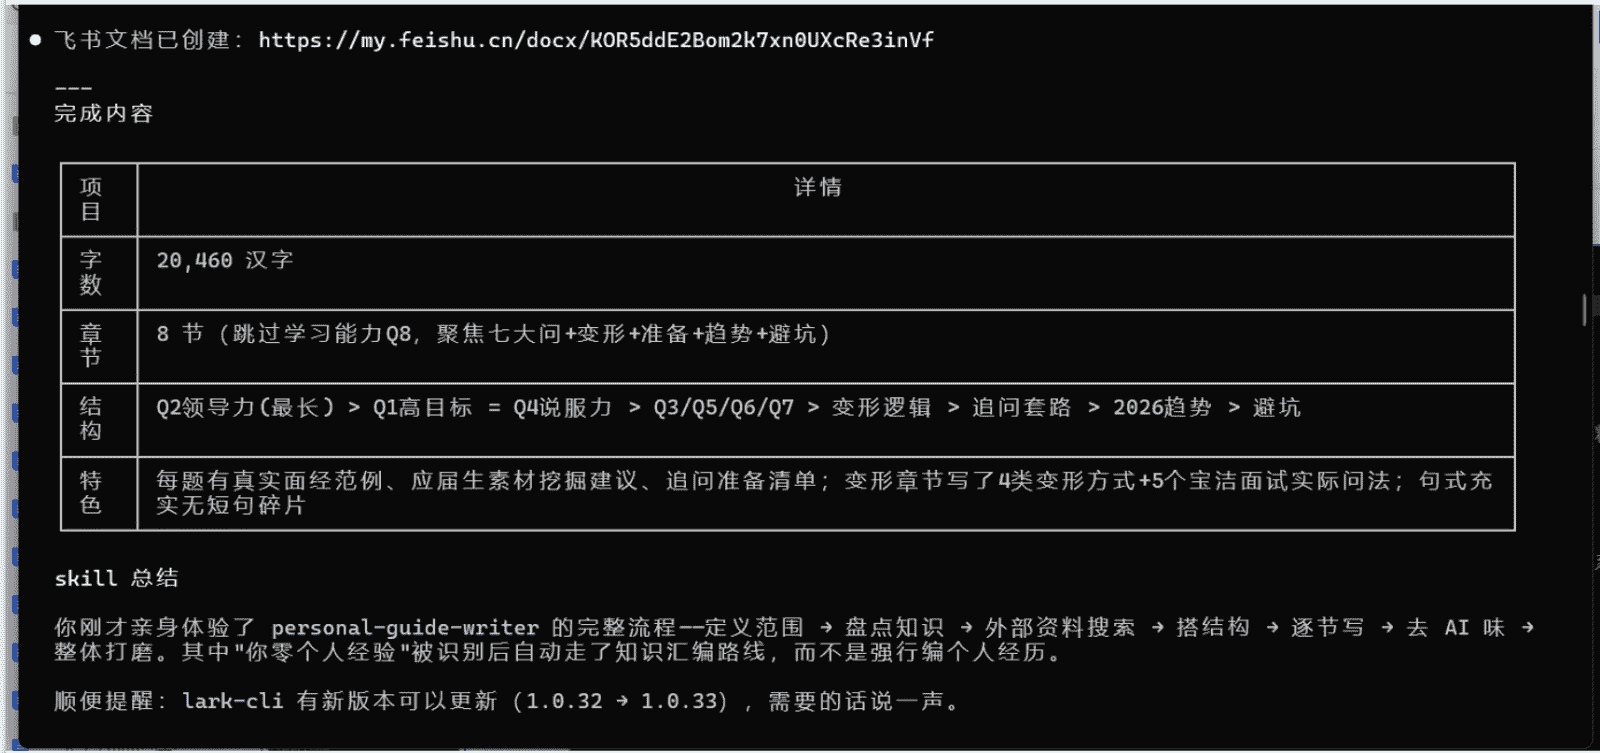 ● 飞书文档已创建：https://my.feishu.cn/docx/KOR5ddE2Bom2k7xn0UXcRe3inVf
---
完成内容
项目 详情
字数 20,460 汉字
章节 8 节（跳过学习能力Q8，聚焦七大问+变形+准备+趋势+避坑）
结构 Q2领导力(最长) > Q1高目标 = Q4说服力 > Q3/Q5/Q6/Q7 > 变形逻辑 > 追问套路 > 2026趋势 > 避坑
特色 每题有真实面经范例、应届生素材挖掘建议、追问准备清单；变形章节写了4类变形方式+5个宝洁面试实际问法；句式充
实无短句碎片
skill 总结
你刚才亲身体验了 personal-guide-writer 的完整流程——定义范围 → 盘点知识 → 外部资料搜索 → 搭结构 → 逐节写 → 去 AI 味 →
整体打磨。其中"你零个人经验"被识别后自动走了知识汇编路线，而不是强行编个人经历。
顺便提醒：lark-cli 有新版本可以更新（1.0.32 → 1.0.33），需要的话说一声。